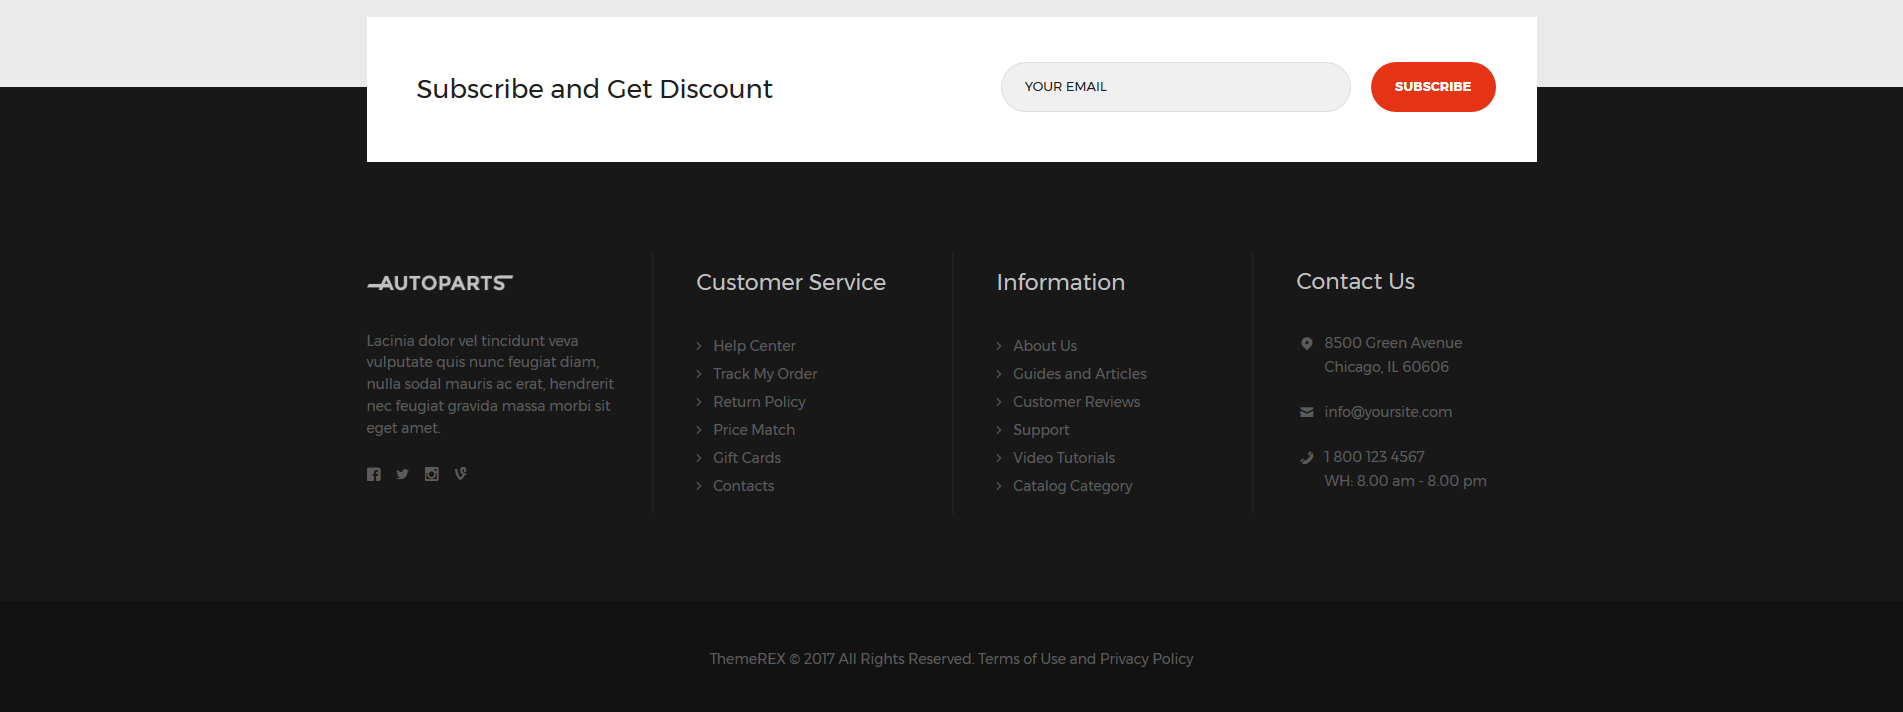 Subscribe and Get Discount
YOUR EMAIL
SUBSCRIBE
AUTOPARTS
Lacinia dolor vel tincidunt veva
vulputate quis nunc feugiat diam,
nulla sodal mauris ac erat, hendrerit
nec feugiat gravida massa morbi sit
eget amet.
Customer Service
Help Center
Track My Order
Return Policy
Price Match
Gift Cards
Contacts
Information
About Us
Guides and Articles
Customer Reviews
Support
Video Tutorials
Catalog Category
Contact Us
8500 Green Avenue
Chicago, IL 60606
info@yoursite.com
1 800 123 4567
WH: 8.00 am - 8.00 pm
ThemeREX © 2017 All Rights Reserved. Terms of Use and Privacy Policy